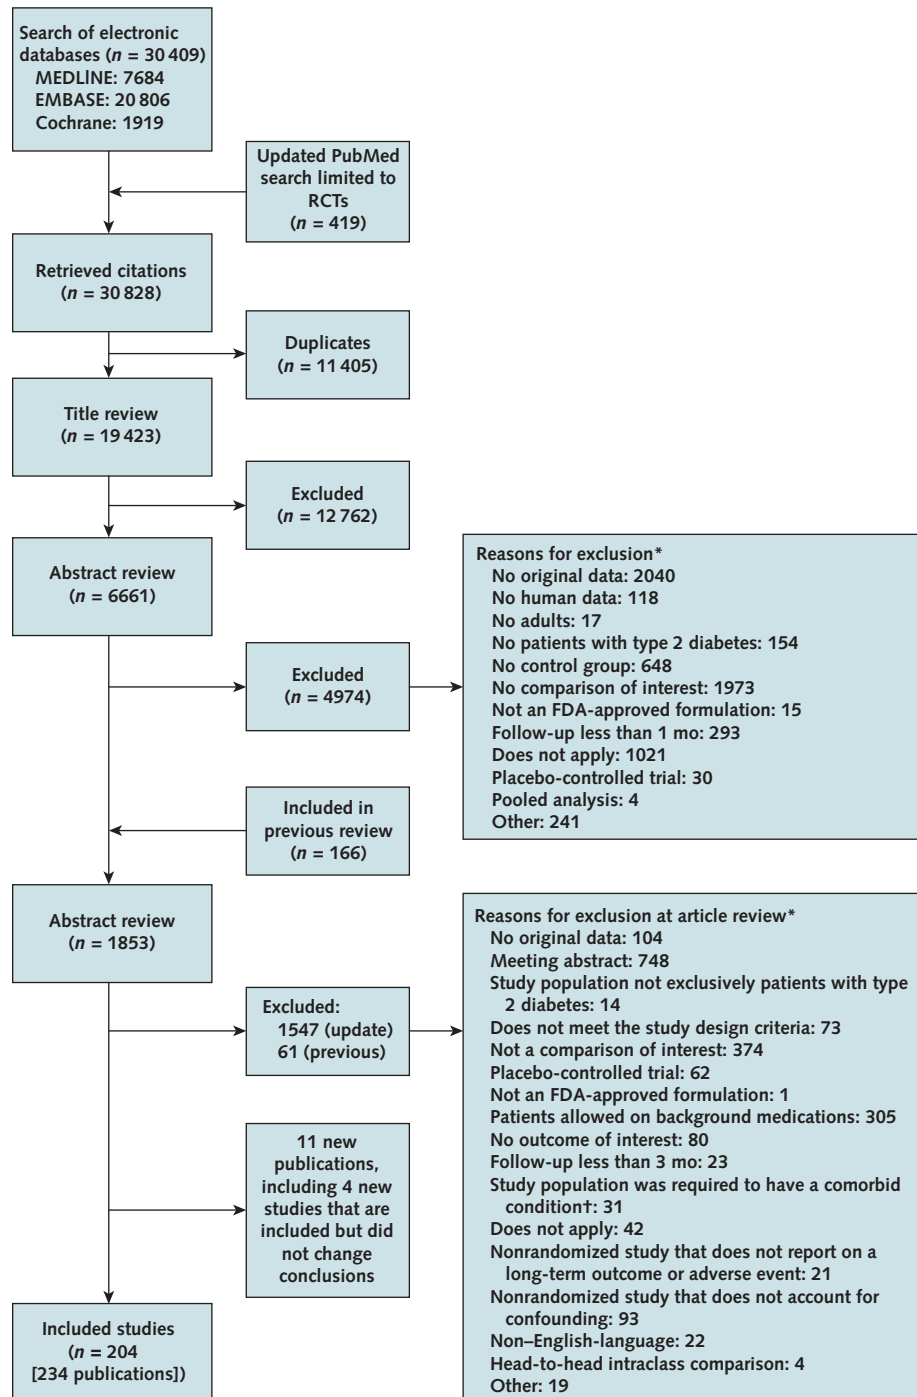 Search of electronic
databases (n = 30 409)
MEDLINE: 7684
EMBASE: 20 806
Cochrane: 1919
Updated PubMed
search limited to
RCTs
(n = 419)
Retrieved citations
(n = 30 828)
Duplicates
(n = 11 405)
Title review
(n = 19 423)
Excluded
(n = 12 762)
Abstract review
(n = 6661)
Excluded
(n = 4974)
Reasons for exclusion*
No original data: 2040
No human data: 118
No adults: 17
No patients with type 2 diabetes: 154
No control group: 648
No comparison of interest: 1973
Not an FDA-approved formulation: 15
Follow-up less than 1 mo: 293
Does not apply: 1021
Placebo-controlled trial: 30
Pooled analysis: 4
Other: 241
Included in
previous review
(n = 166)
Abstract review
(n = 1853)
Excluded:
1547 (update)
61 (previous)
Reasons for exclusion at article review*
No original data: 104
Meeting abstract: 748
Study population not exclusively patients with type
2 diabetes: 14
Does not meet the study design criteria: 73
Not a comparison of interest: 374
Placebo-controlled trial: 62
Not an FDA-approved formulation: 1
Patients allowed on background medications: 305
No outcome of interest: 80
Follow-up less than 3 mo: 23
Study population was required to have a comorbid
condition†: 31
Does not apply: 42
Nonrandomized study that does not report on a
long-term outcome or adverse event: 21
Nonrandomized study that does not account for
confounding: 93
Non–English-language: 22
Head-to-head intraclass comparison: 4
Other: 19
11 new
publications,
including 4 new
studies that are
included but did
not change
conclusions
Included studies
(n = 204
[234 publications])